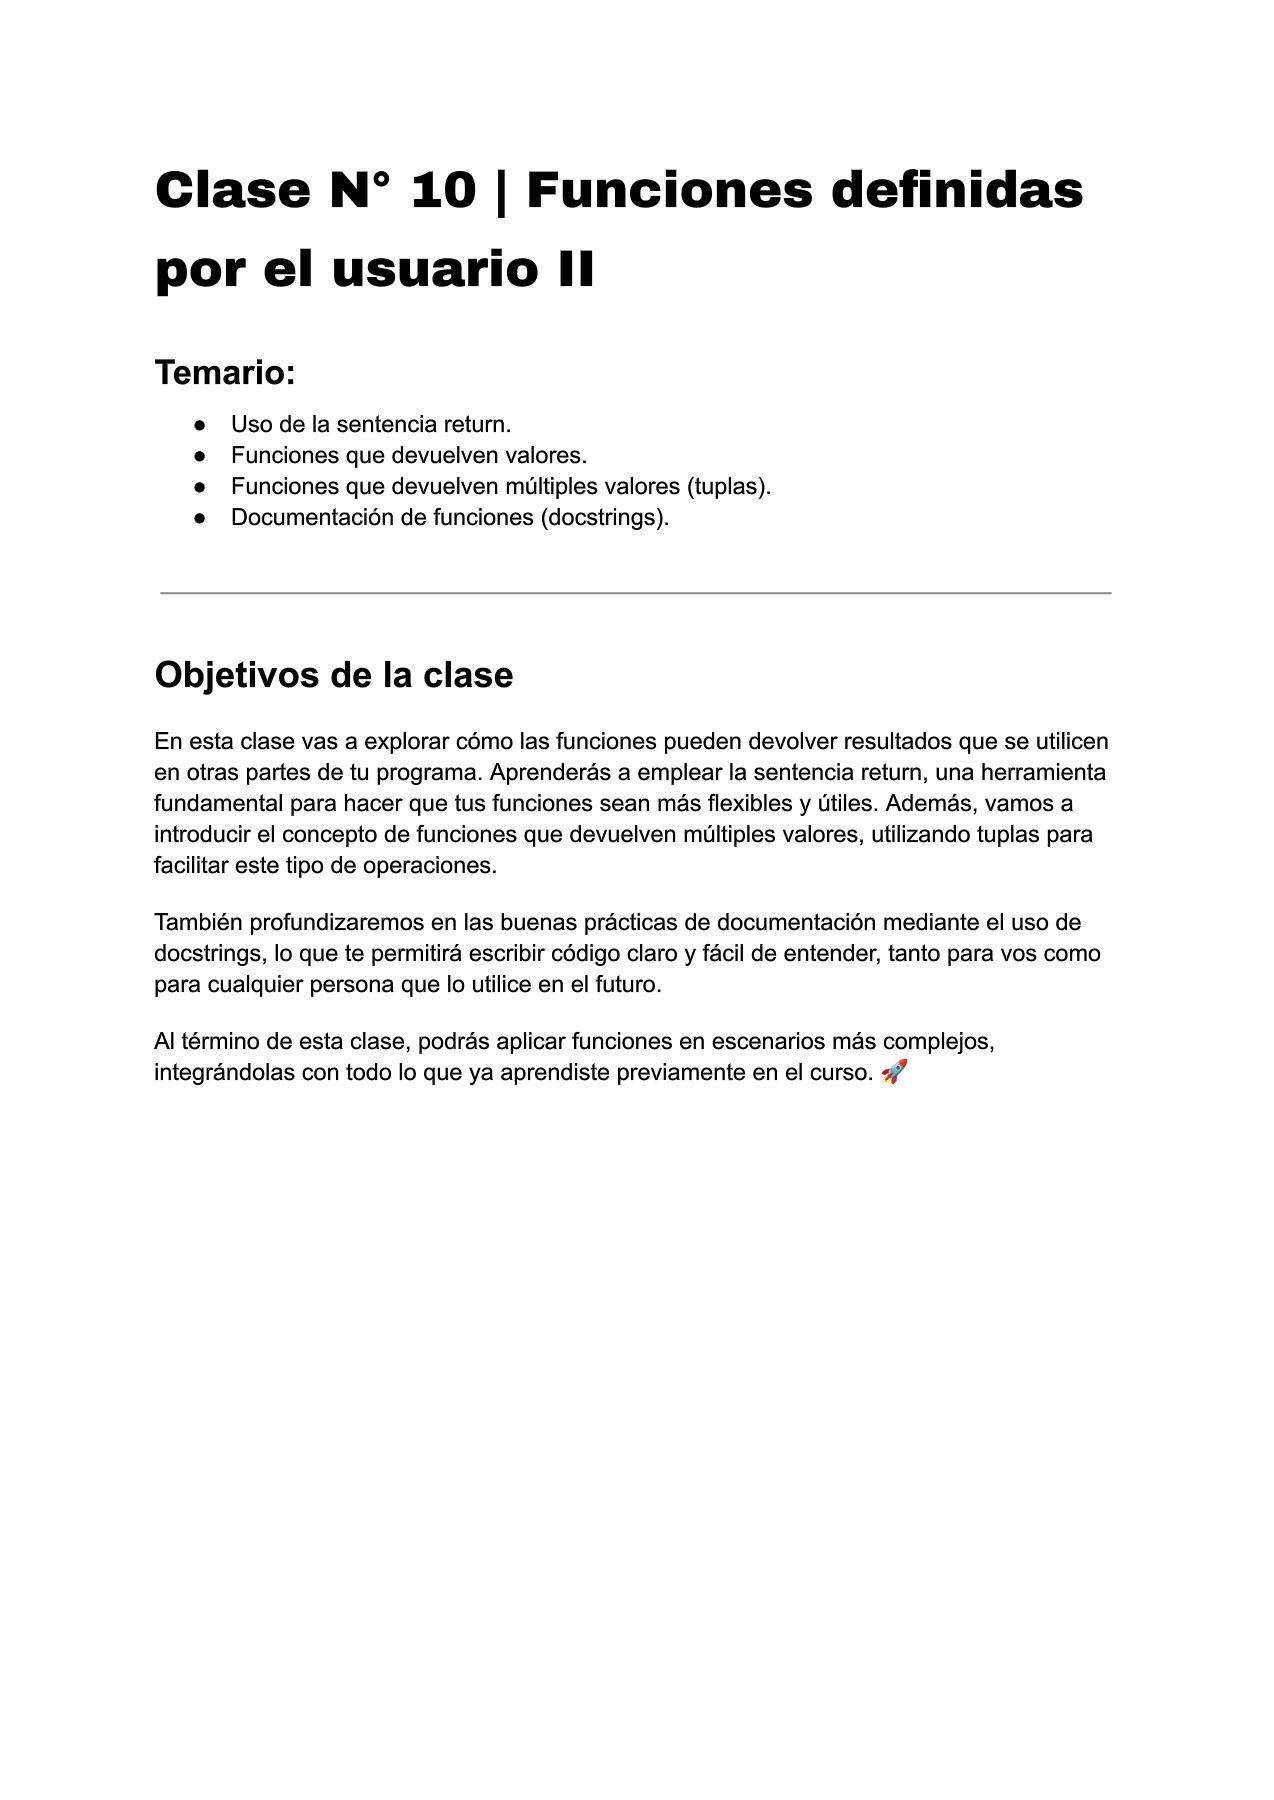 Clase N° 10 | Funciones definidas
por el usuario II
Temario:
● Uso de la sentencia return.
● Funciones que devuelven valores.
● Funciones que devuelven múltiples valores (tuplas).
● Documentación de funciones (docstrings).
Objetivos de la clase
En esta clase vas a explorar cómo las funciones pueden devolver resultados que se utilicen
en otras partes de tu programa. Aprenderás a emplear la sentencia return, una herramienta
fundamental para hacer que tus funciones sean más flexibles y útiles. Además, vamos a
introducir el concepto de funciones que devuelven múltiples valores, utilizando tuplas para
facilitar este tipo de operaciones.
También profundizaremos en las buenas prácticas de documentación mediante el uso de
docstrings, lo que te permitirá escribir código claro y fácil de entender, tanto para vos como
para cualquier persona que lo utilice en el futuro.
Al término de esta clase, podrás aplicar funciones en escenarios más complejos,
integrándolas con todo lo que ya aprendiste previamente en el curso. 🚀